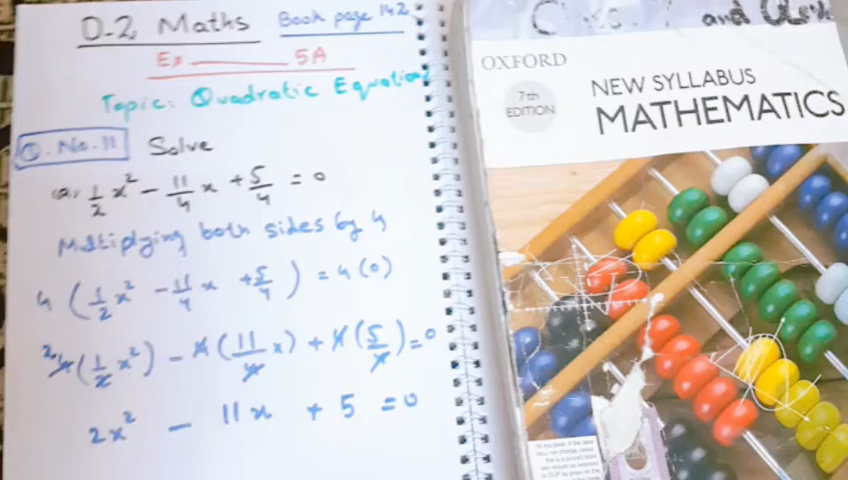 D-2 Maths Book page 142
Ex 5A
Topic: Quadratic Equations
Q. No. 11 Solve
(a) 1/2 x² - 11/4 x + 5/4 = 0
Multiplying both sides by 4
4 (1/2 x² - 11/4 x + 5/4) = 4 (0)
²4 (1/2 x²) - 4 (11/4 x) + 4 (5/4) = 0
2x² - 11x + 5 = 0
and
OXFORD
7th
EDITION
NEW SYLLABUS
MATHEMATICS